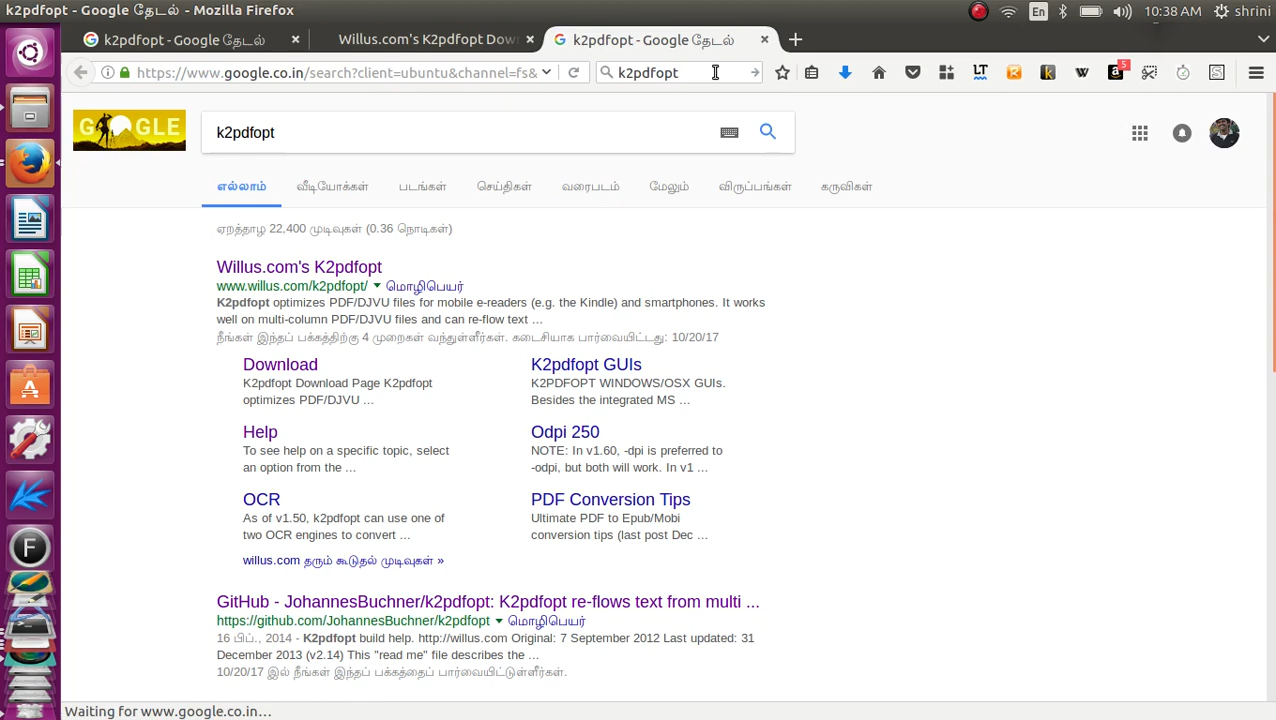 k2pdfopt - Google தேடல் - Mozilla Firefox
En
10:38 AM
shrini
k2pdfopt - Google தேடல்
Willus.com's K2pdfopt Dow
k2pdfopt - Google தேடல்
https://www.google.co.in/search?client=ubuntu&channel=fs&
k2pdfopt
LT
k
W
a
5
S
GOOGLE
k2pdfopt
எல்லாம்
வீடியோக்கள்
படங்கள்
செய்திகள்
வரைபடம்
மேலும்
விருப்பங்கள்
கருவிகள்
ஏறத்தாழ 22,400 முடிவுகள் (0.36 நொடிகள்)
Willus.com's K2pdfopt
www.willus.com/k2pdfopt/ மொழிபெயர்
K2pdfopt optimizes PDF/DJVU files for mobile e-readers (e.g. the Kindle) and smartphones. It works
well on multi-column PDF/DJVU files and can re-flow text ...
நீங்கள் இந்தப் பக்கத்திற்கு 4 முறைகள் வந்துள்ளீர்கள். கடைசியாக பார்வையிட்டது: 10/20/17
Download
K2pdfopt Download Page K2pdfopt
optimizes PDF/DJVU ...
K2pdfopt GUIs
K2PDFOPT WINDOWS/OSX GUIs.
Besides the integrated MS ...
Help
To see help on a specific topic, select
an option from the ...
Odpi 250
NOTE: In v1.60, -dpi is preferred to
-odpi, but both will work. In v1 ...
OCR
As of v1.50, k2pdfopt can use one of
two OCR engines to convert ...
PDF Conversion Tips
Ultimate PDF to Epub/Mobi
conversion tips (last post Dec ...
willus.com தரும் கூடுதல் முடிவுகள் »
GitHub - JohannesBuchner/k2pdfopt: K2pdfopt re-flows text from multi ...
https://github.com/JohannesBuchner/k2pdfopt மொழிபெயர்
16 பிப்., 2014 - K2pdfopt build help. http://willus.com Original: 7 September 2012 Last updated: 31
December 2013 (v2.14) This "read me" file describes the ...
10/20/17 இல் நீங்கள் இந்தப் பக்கத்தைப் பார்வையிட்டுள்ளீர்கள்.
Waiting for www.google.co.in…